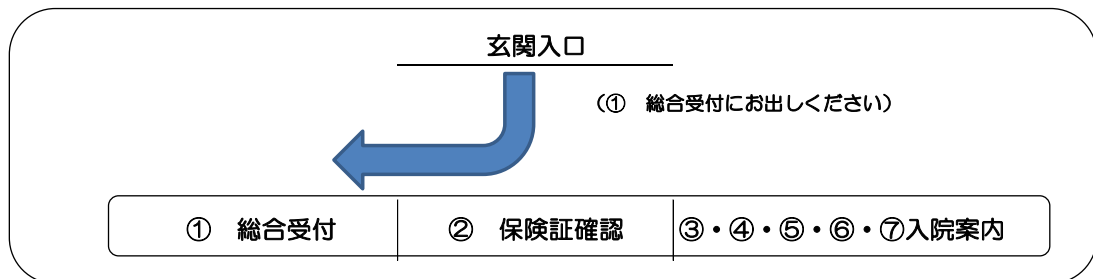 玄関入口
(① 総合受付にお出しください)
① 総合受付
② 保険証確認
③・④・⑤・⑥・⑦入院案内